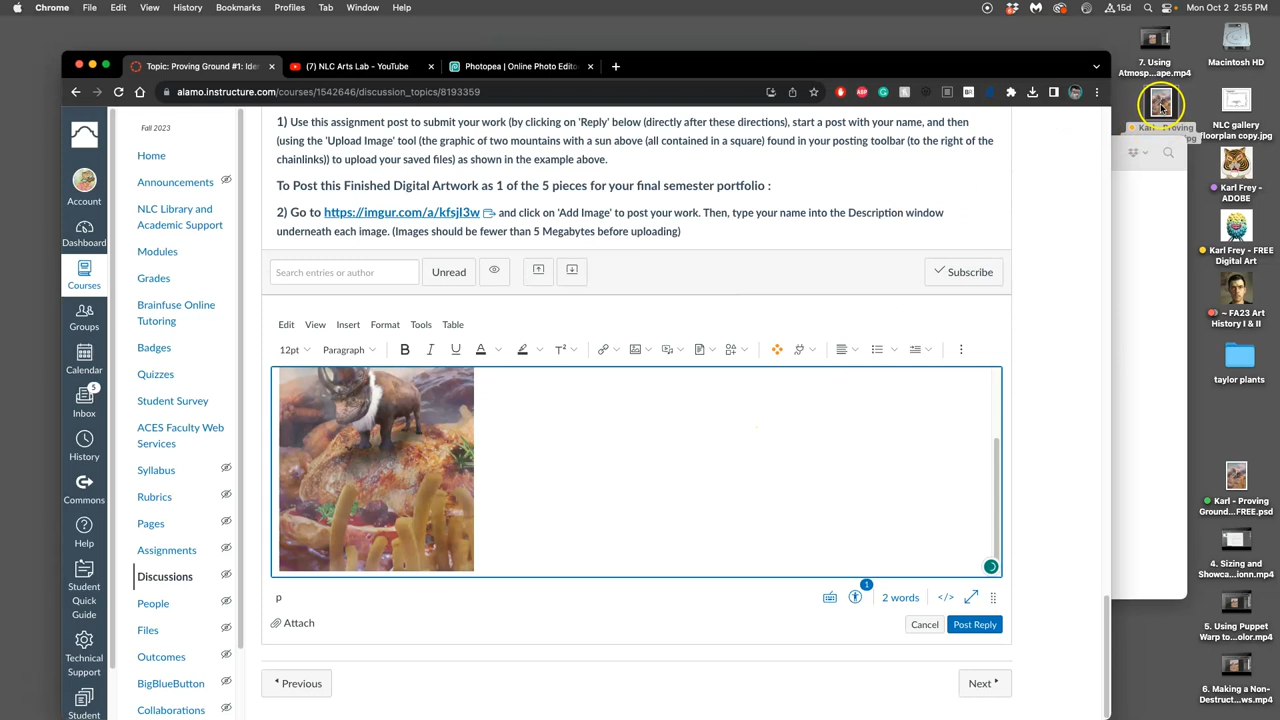 Chrome File Edit View History Bookmarks Profiles Tab Window Help 15d Mon Oct 2 2:55 PM
Topic: Proving Ground #1: Ide (7) NLC Arts Lab - YouTube Photopea | Online Photo Edito
alamo.instructure.com/courses/1542646/discussion_topics/8193359
Account
Dashboard
Courses
Groups
Calendar
5
Inbox
History
Commons
Help
Student
Quick
Guide
Technical
Support
Student
Fall 2023
Home
Announcements
NLC Library and
Academic Support
Modules
Grades
Brainfuse Online
Tutoring
Badges
Quizzes
Student Survey
ACES Faculty Web
Services
Syllabus
Rubrics
Pages
Assignments
Discussions
People
Files
Outcomes
BigBlueButton
Collaborations
1) Use this assignment post to submit your work (by clicking on 'Reply' below (directly after these directions), start a post with your name, and then
(using the 'Upload Image' tool (the graphic of two mountains with a sun above (all contained in a square) found in your posting toolbar (to the right of the
chainlinks)) to upload your saved files) as shown in the example above.
To Post this Finished Digital Artwork as 1 of the 5 pieces for your final semester portfolio :
2) Go to https://imgur.com/a/kfsjI3w and click on 'Add Image' to post your work. Then, type your name into the Description window
underneath each image. (Images should be fewer than 5 Megabytes before uploading)
Search entries or author Unread Subscribe
Edit View Insert Format Tools Table
12pt Paragraph B I U A T²
p 1 2 words </>
Attach Cancel Post Reply
Previous Next
7. Using
Atmosp...ape.mp4
Karl - Proving
Macintosh HD
NLC gallery
floorplan copy.jpg
Karl Frey -
ADOBE
Karl Frey - FREE
Digital Art
~ FA23 Art
History I & II
taylor plants
Karl - Proving
Ground...FREE.psd
4. Sizing and
Showca...ionn.mp4
5. Using Puppet
Warp to...olor.mp4
6. Making a Non-
Destruct...ws.mp4